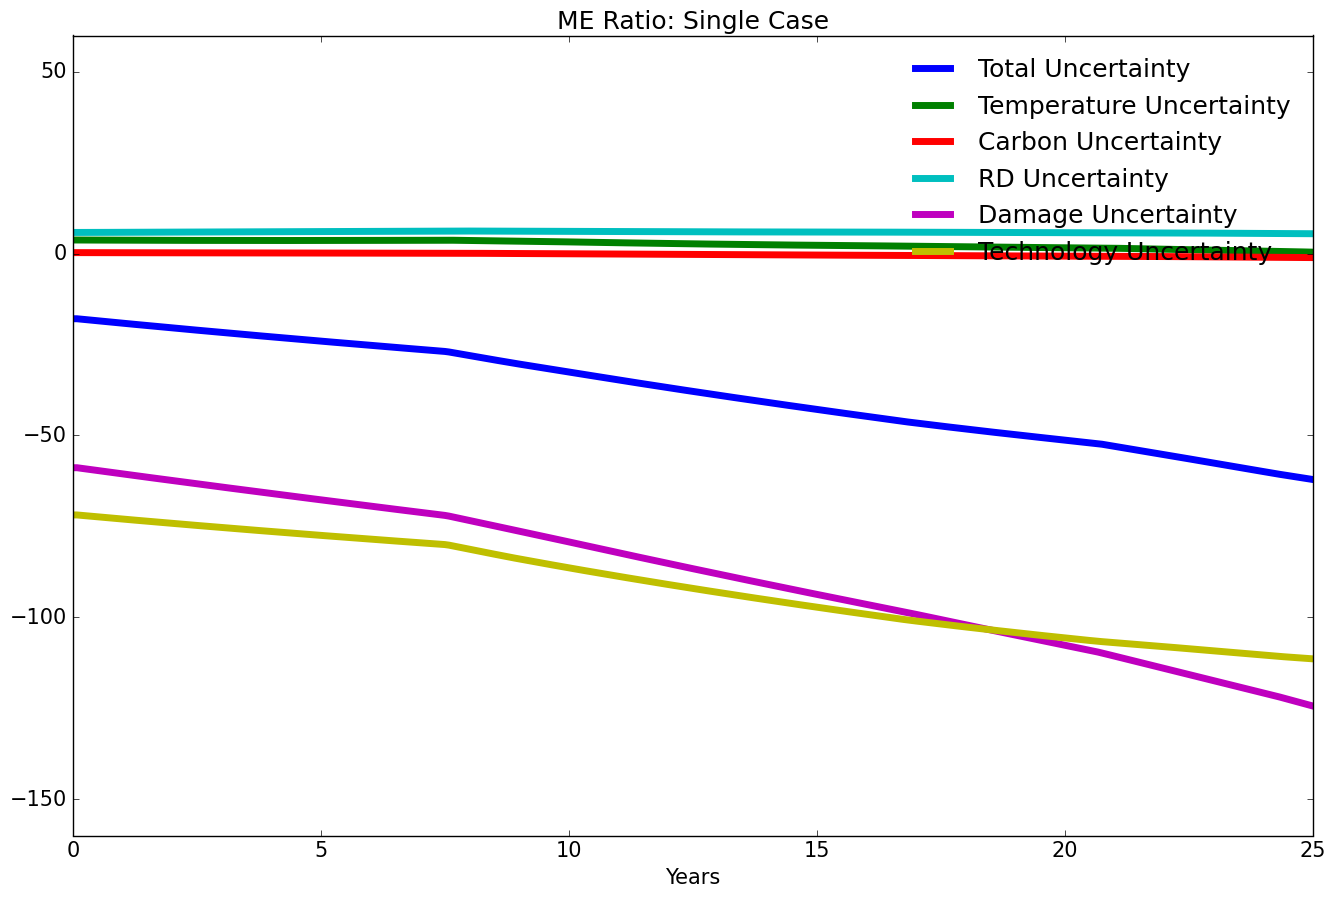 ME Ratio: Single Case
50
0
−50
−100
−150
Total Uncertainty
Temperature Uncertainty
Carbon Uncertainty
RD Uncertainty
Damage Uncertainty
Technology Uncertainty
0 5 10 15 20 25
Years